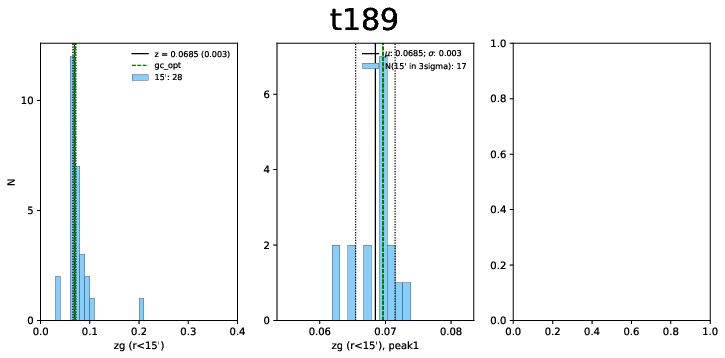 t189
z = 0.0685 (0.003)
gc_opt
15': 28
N
0
5
10
0.0 0.1 0.2 0.3 0.4
zg (r<15')
μ: 0.0685; σ: 0.003
N(15' in 3sigma): 17
0
2
4
6
0.06 0.07 0.08
zg (r<15'), peak1
1.0
0.8
0.6
0.4
0.2
0.0
0.0 0.2 0.4 0.6 0.8 1.0